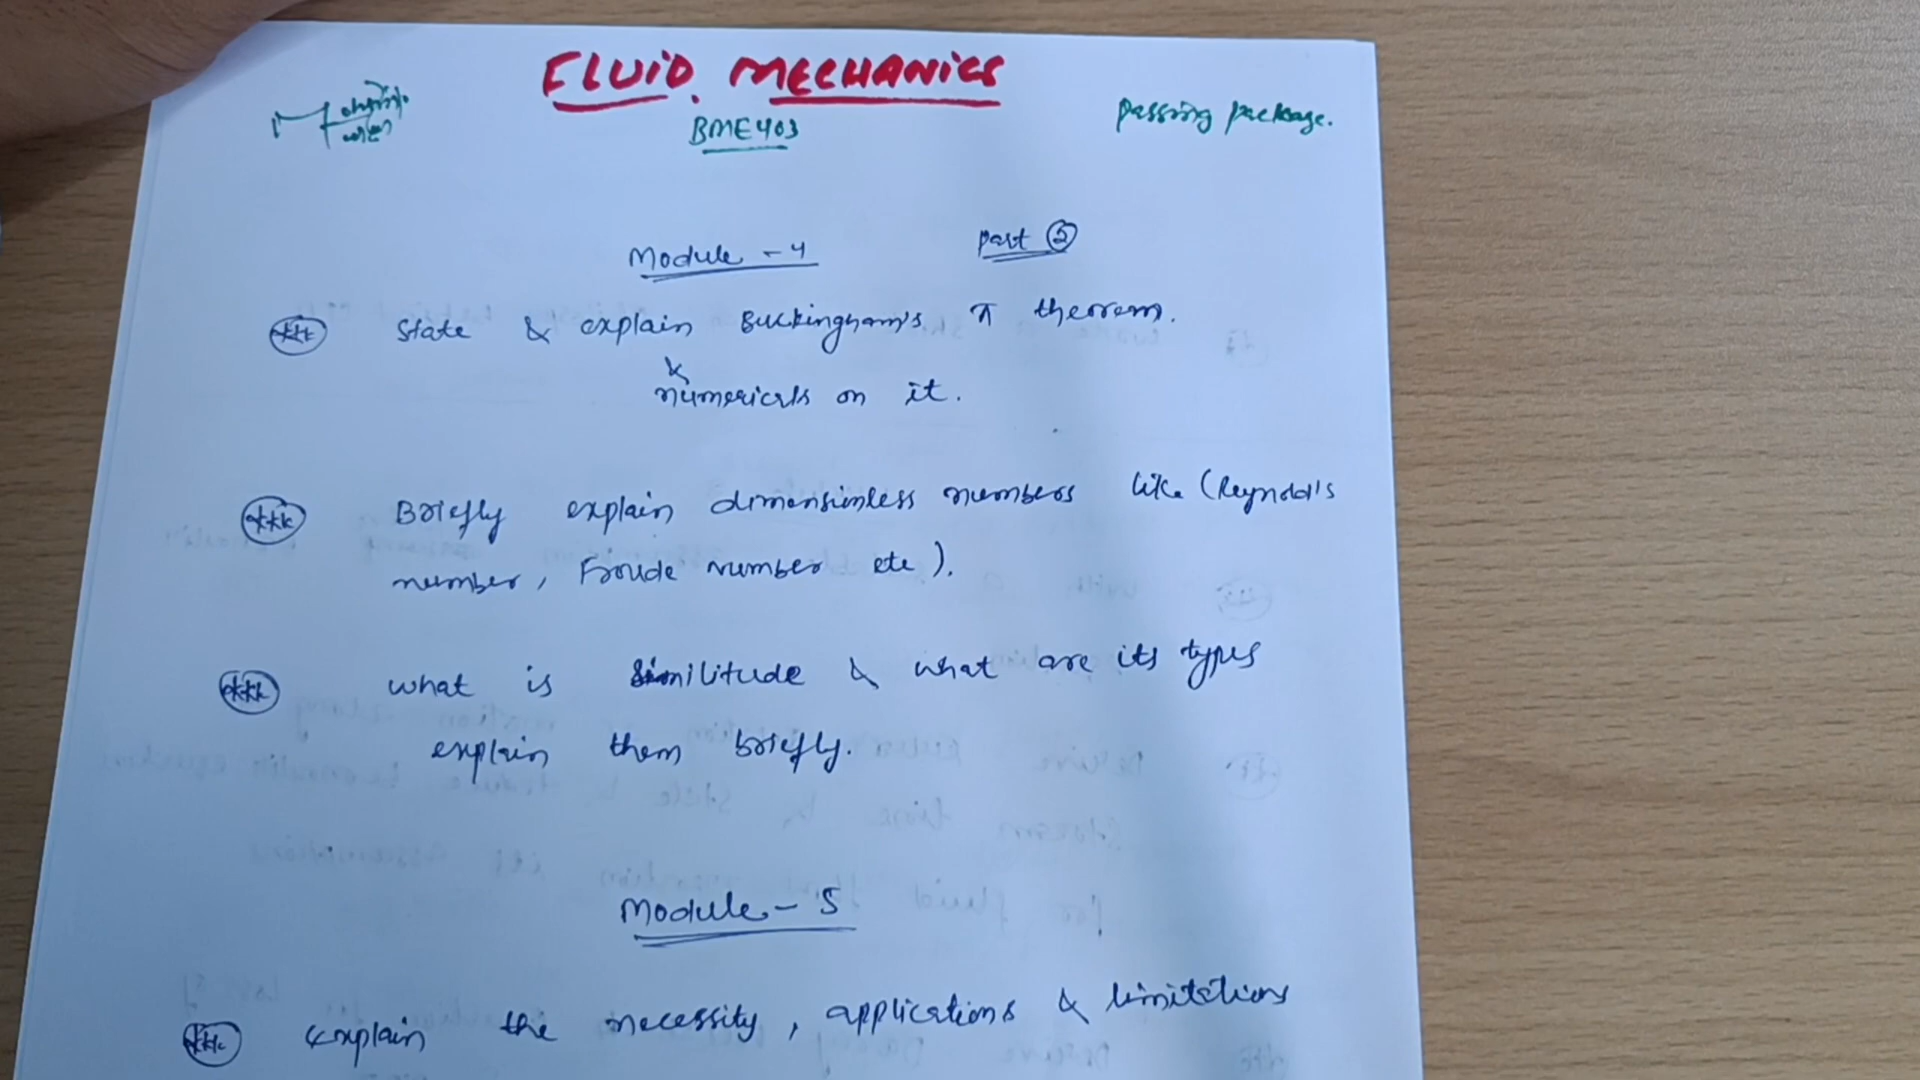 FLUID MECHANICS
BME403
Passing package.
Module - 4
part ②
*** State & explain Buckingham's π theorem.
&
numericals on it.
*** Briefly explain dimensionless numbers like (Reynold's
number, Froude number etc).
*** what is Similitude & what are its types
explain them briefly.
Module - 5
*** Explain the necessity, applications & limitations